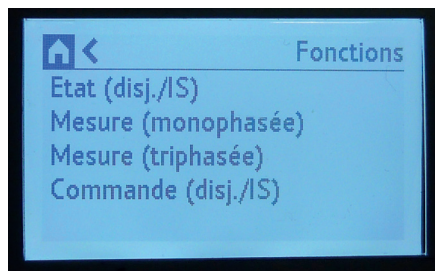 Fonctions
Etat (disj./IS)
Mesure (monophasée)
Mesure (triphasée)
Commande (disj./IS)